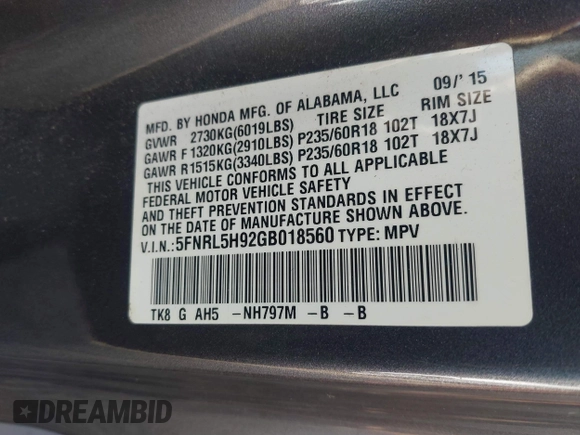 MFD. BY HONDA MFG. OF ALABAMA, LLC 09/'15
GVWR 2730KG(6019LBS) TIRE SIZE RIM SIZE
GAWR F1320KG(2910LBS)P235/60R18 102T 18X7J
GAWR R1515KG(3340LBS)P235/60R18 102T 18X7J
THIS VEHICLE CONFORMS TO ALL APPLICABLE
FEDERAL MOTOR VEHICLE SAFETY
AND THEFT PREVENTION STANDARDS IN EFFECT
ON THE DATE OF MANUFACTURE SHOWN ABOVE.
V.I.N.:5FNRL5H92GB018560 TYPE: MPV
TK8 G AH5 -NH797M -B -B
DREAMBID